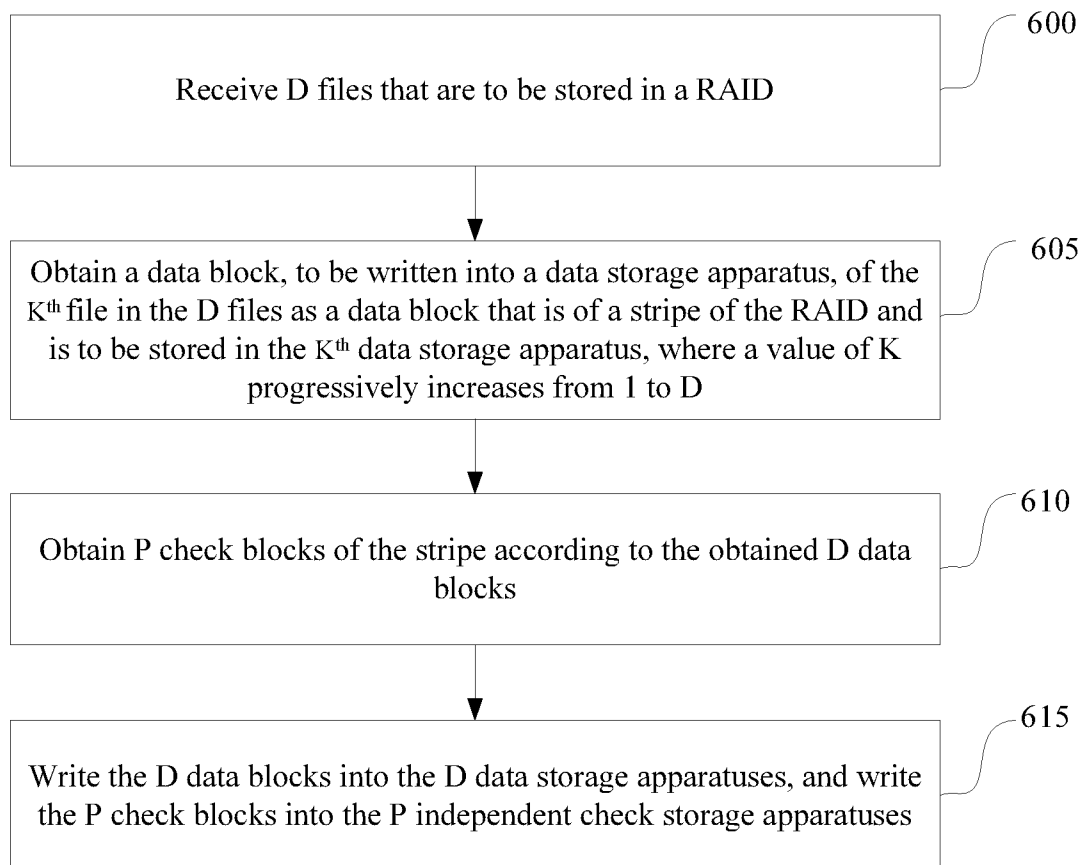 600
Receive D files that are to be stored in a RAID
605
Obtain a data block, to be written into a data storage apparatus, of the
Kth file in the D files as a data block that is of a stripe of the RAID and
is to be stored in the Kth data storage apparatus, where a value of K
progressively increases from 1 to D
610
Obtain P check blocks of the stripe according to the obtained D data
blocks
615
Write the D data blocks into the D data storage apparatuses, and write
the P check blocks into the P independent check storage apparatuses